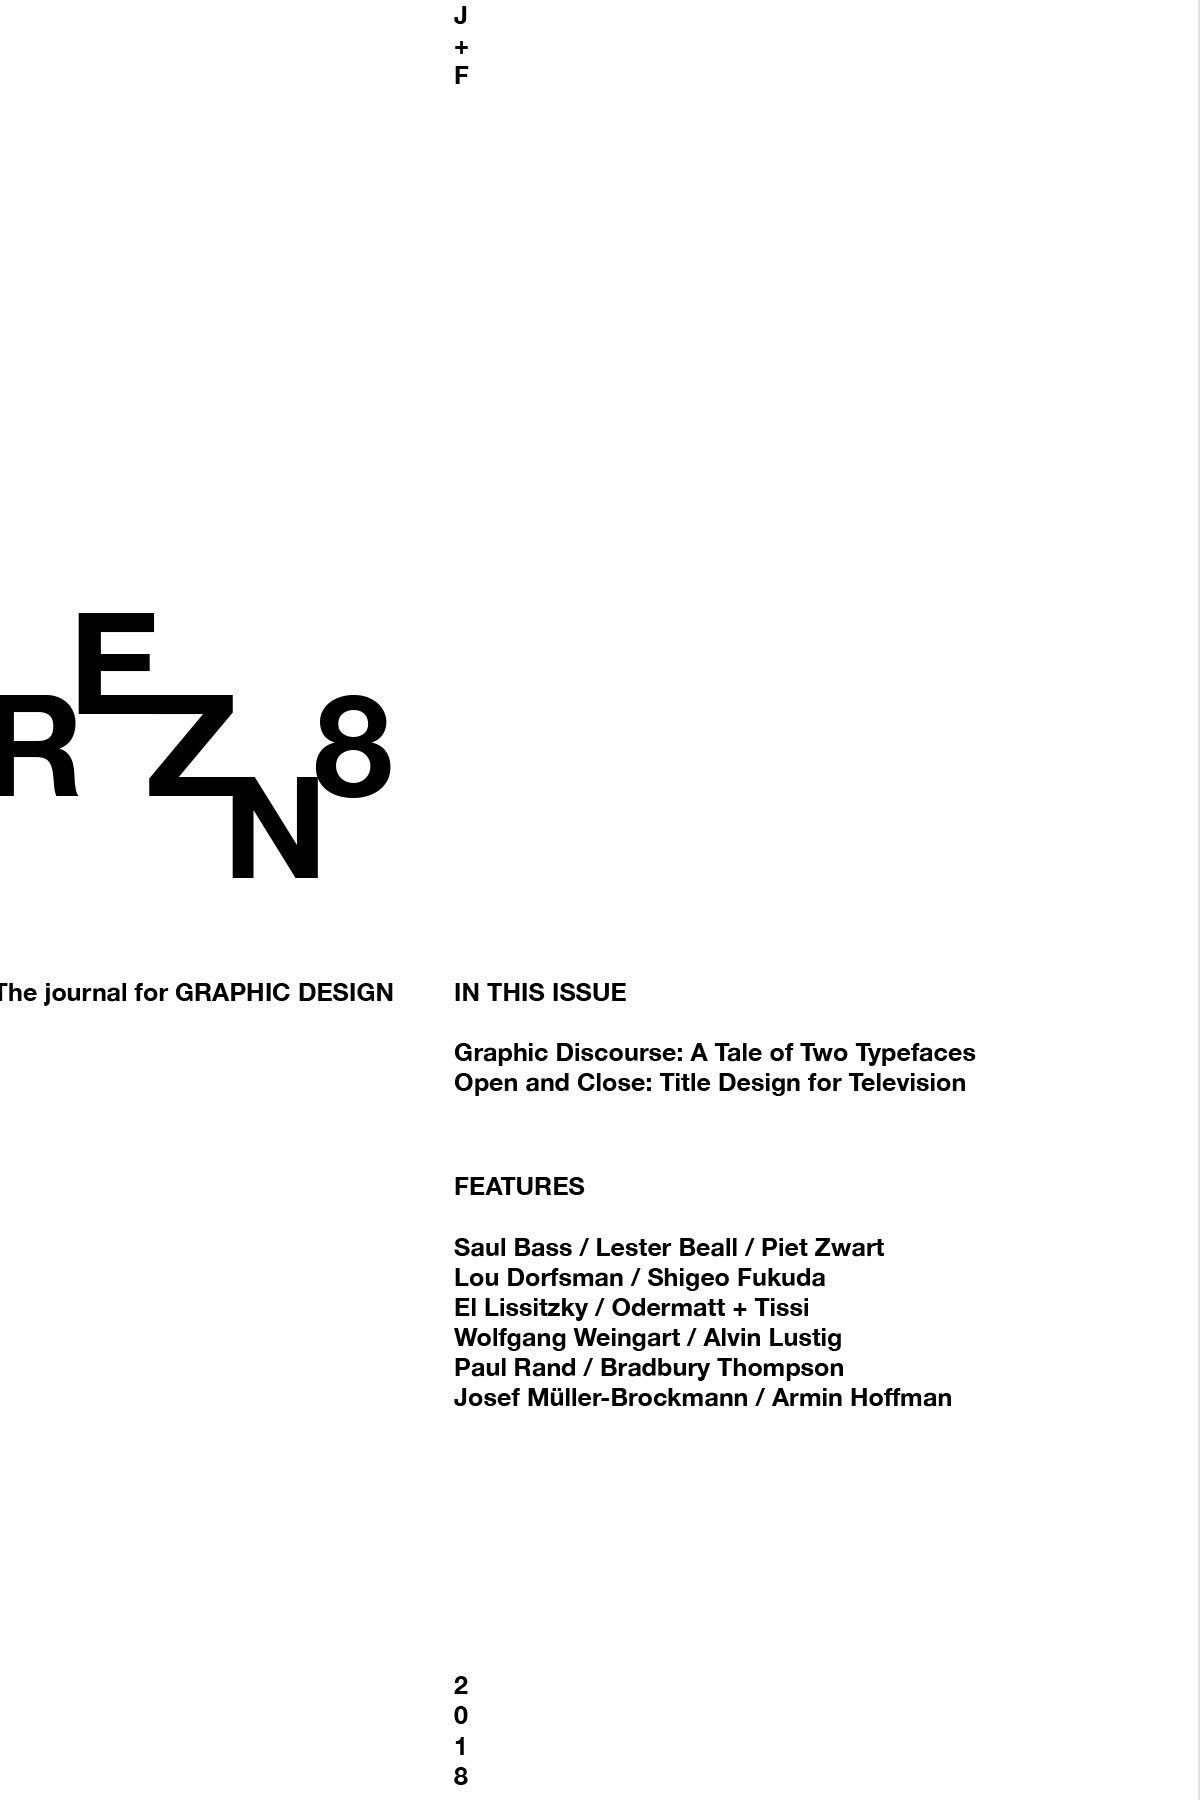 J
+
F
REZN8
The journal for GRAPHIC DESIGN
IN THIS ISSUE
Graphic Discourse: A Tale of Two Typefaces
Open and Close: Title Design for Television
FEATURES
Saul Bass / Lester Beall / Piet Zwart
Lou Dorfsman / Shigeo Fukuda
El Lissitzky / Odermatt + Tissi
Wolfgang Weingart / Alvin Lustig
Paul Rand / Bradbury Thompson
Josef Müller-Brockmann / Armin Hoffman
2
0
1
8